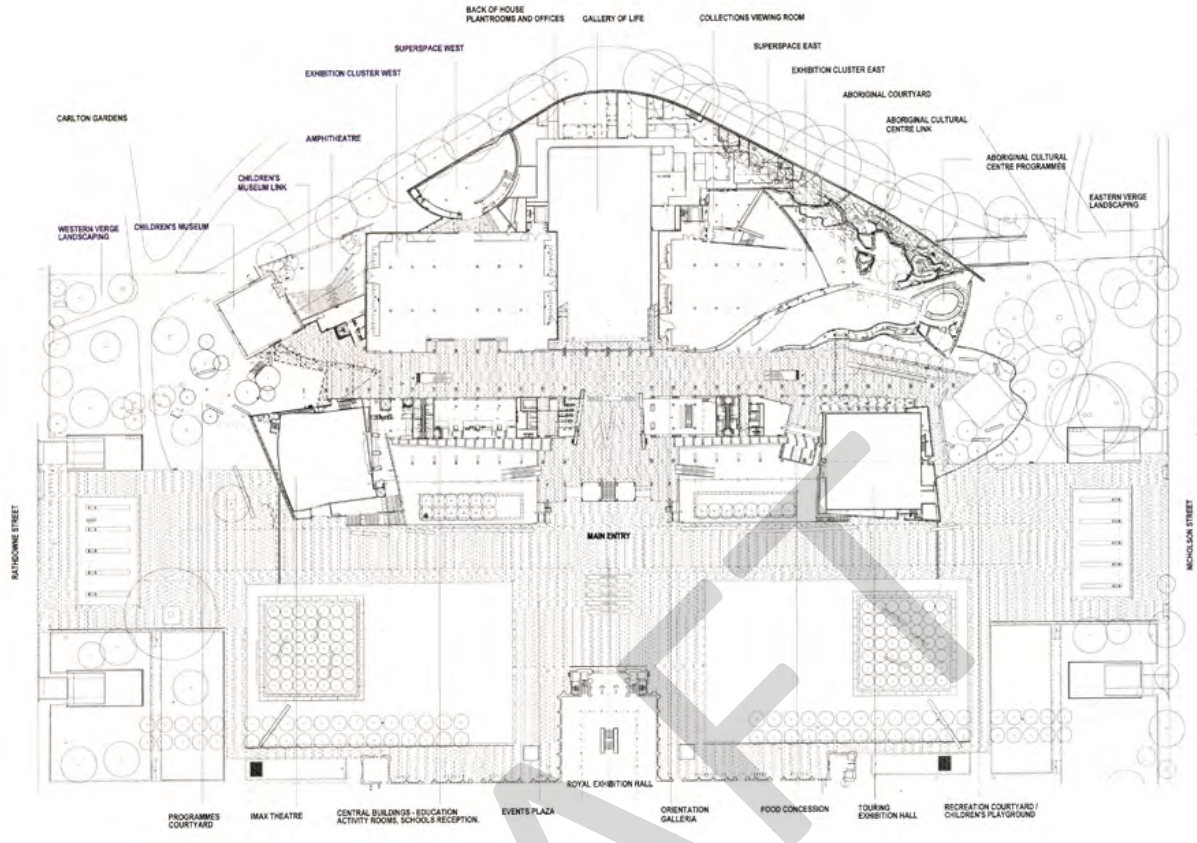 BACK OF HOUSE
PLANTROOMS AND OFFICES
GALLERY OF LIFE
COLLECTIONS VIEWING ROOM
SUPERSPACE WEST
SUPERSPACE EAST
EXHIBITION CLUSTER WEST
EXHIBITION CLUSTER EAST
ABORIGINAL COURTYARD
CARLTON GARDENS
ABORIGINAL CULTURAL
CENTRE LINK
AMPHITHEATRE
ABORIGINAL CULTURAL
CENTRE PROGRAMMES
CHILDREN'S
MUSEUM LINK
EASTERN VERGE
LANDSCAPING
WESTERN VERGE
LANDSCAPING
CHILDREN'S MUSEUM
RATHDOWNE STREET
NICHOLSON STREET
MAIN ENTRY
ROYAL EXHIBITION HALL
PROGRAMMES
COURTYARD
IMAX THEATRE
CENTRAL BUILDINGS - EDUCATION
ACTIVITY ROOMS, SCHOOLS RECEPTION.
EVENTS PLAZA
ORIENTATION
GALLERIA
FOOD CONCESSION
TOURING
EXHIBITION HALL
RECREATION COURTYARD /
CHILDREN'S PLAYGROUND
AFT